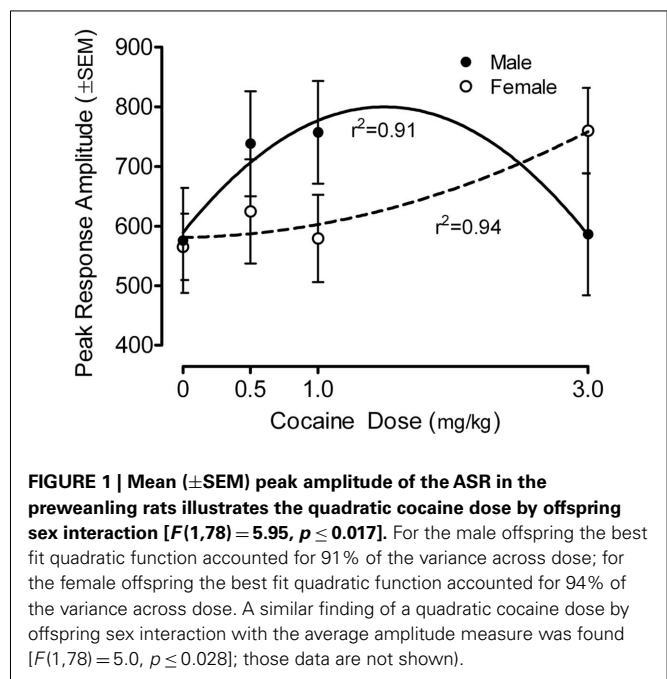 900
800
700
600
500
400
Peak Response Amplitude (±SEM)
Male
Female
r²=0.91
r²=0.94
0
0.5
1.0
3.0
Cocaine Dose (mg/kg)
FIGURE 1 | Mean (±SEM) peak amplitude of the ASR in the
preweanling rats illustrates the quadratic cocaine dose by offspring
sex interaction [F(1,78) = 5.95, p ≤ 0.017]. For the male offspring the best
fit quadratic function accounted for 91% of the variance across dose; for
the female offspring the best fit quadratic function accounted for 94% of
the variance across dose. A similar finding of a quadratic cocaine dose by
offspring sex interaction with the average amplitude measure was found
[F(1,78) = 5.0, p ≤ 0.028]; those data are not shown).